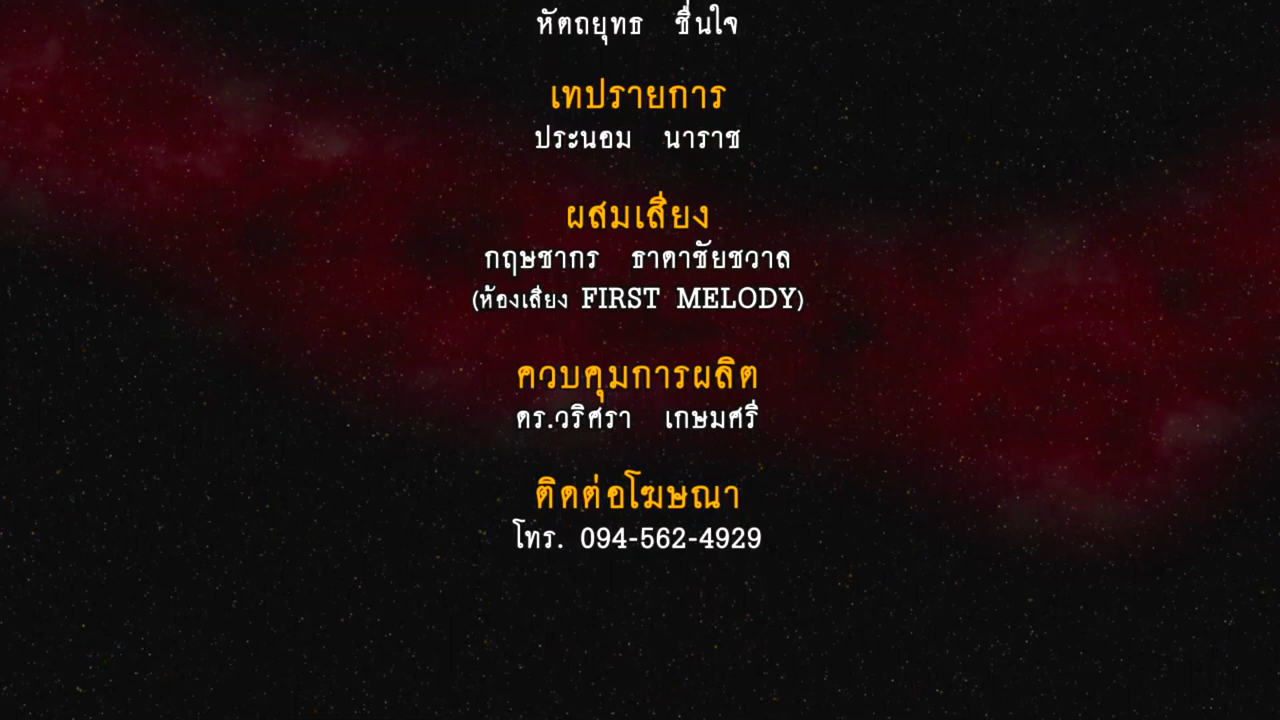 หัตถยุทธ ชื่นใจ
เทปรายการ
ประนอม นาราช
ผสมเสียง
กฤษชากร ธาดาชัยชวาล
(ห้องเสียง FIRST MELODY)
ควบคุมการผลิต
ดร.วริศรา เกษมศรี
ติดต่อโฆษณา
โทร. 094-562-4929